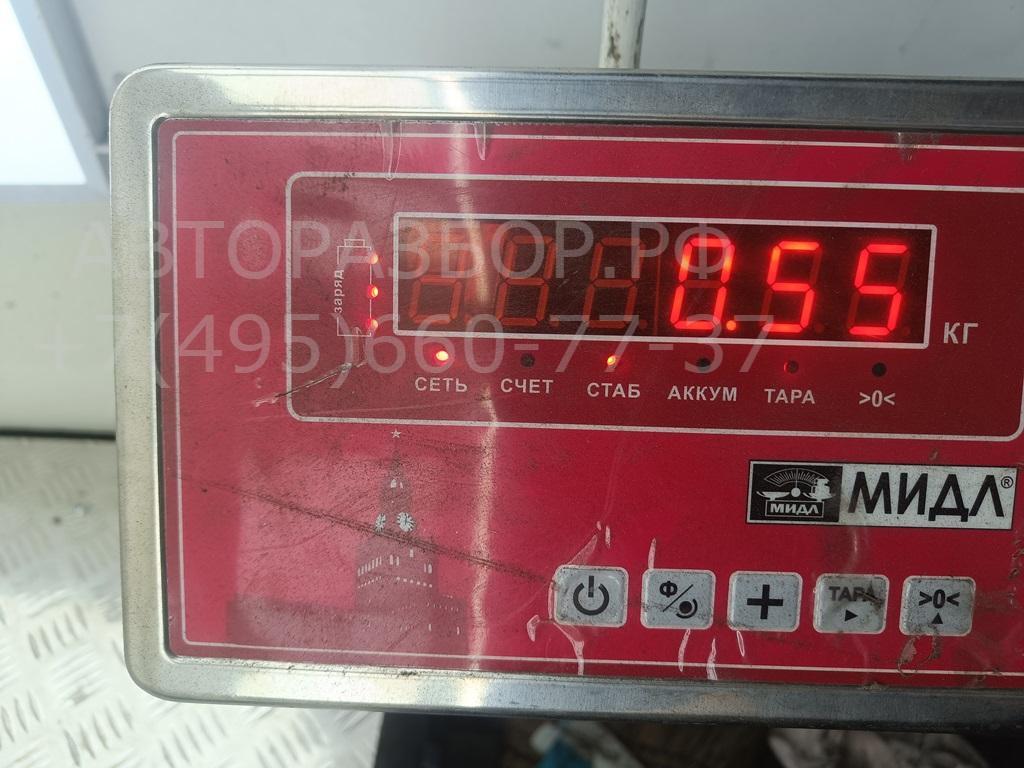 АВТОРАЗБОР.РФ
+7(495)660-77-37
заряд
0.55
КГ
СЕТЬ СЧЕТ СТАБ АККУМ ТАРА >0<
МИДЛ МИДЛ®
Ф + ТАРА >0<